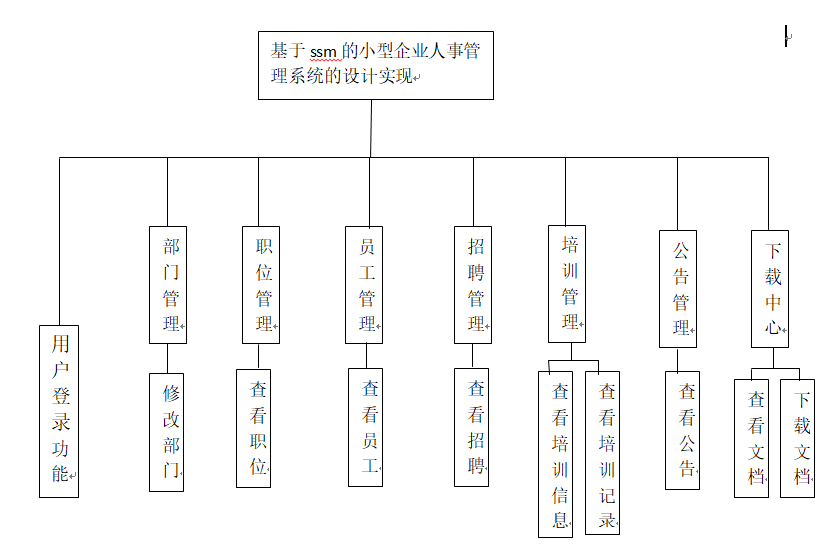 基于 ssm 的小型企业人事管
理系统的设计实现
用户登录功能
部门管理
职位管理
员工管理
招聘管理
培训管理
公告管理
下载中心
修改部门
查看职位
查看员工
查看招聘
查看培训信息
查看培训记录
查看公告
查看文档
下载文档